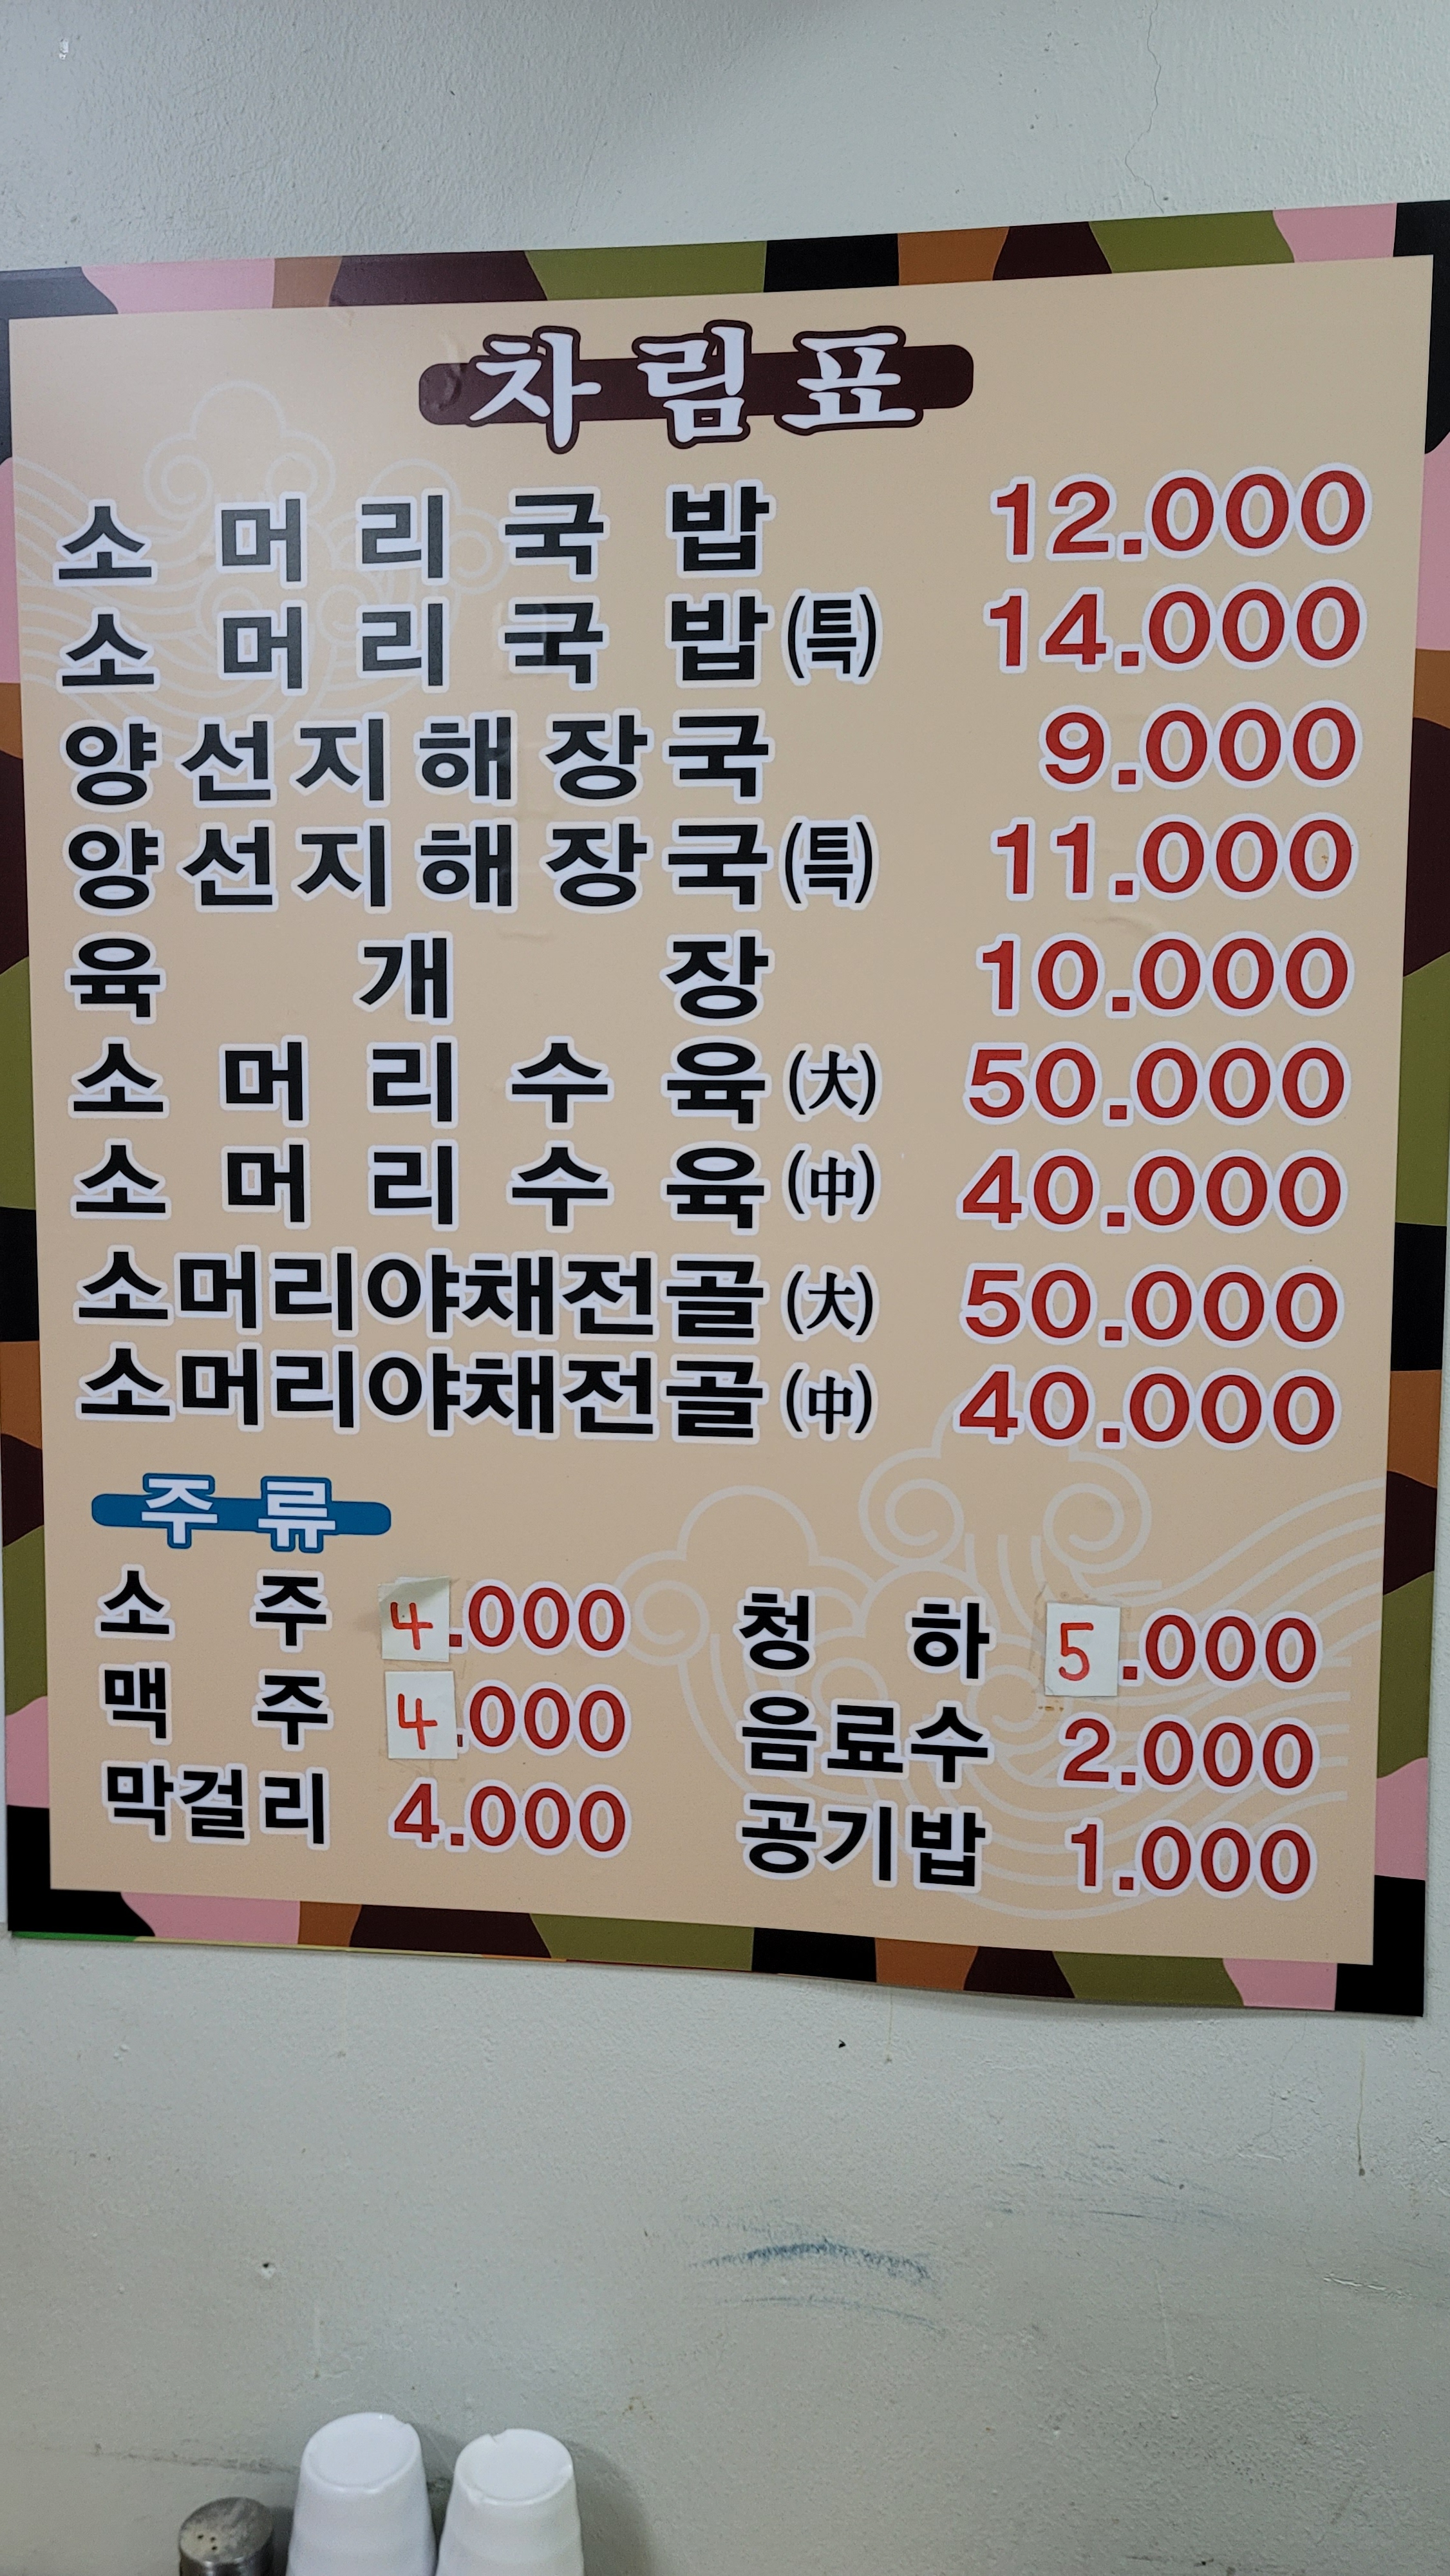 차림표
소머리국밥 12.000
소머리국밥(특) 14.000
양선지해장국 9.000
양선지해장국(특) 11.000
육개장 10.000
소머리수육(大) 50.000
소머리수육(中) 40.000
소머리야채전골(大) 50.000
소머리야채전골(中) 40.000
주류
소주 4.000
맥주 4.000
막걸리 4.000
청하 5.000
음료수 2.000
공기밥 1.000